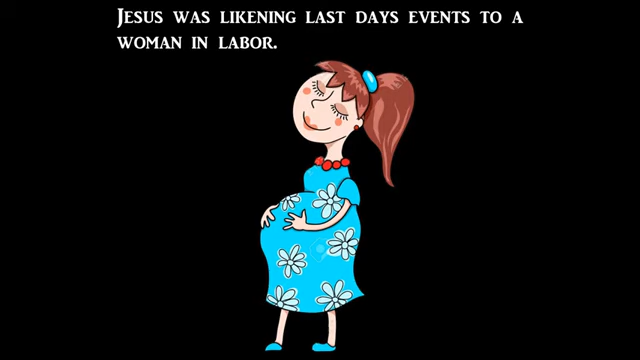 Jesus was likening last days events to a
woman in labor.